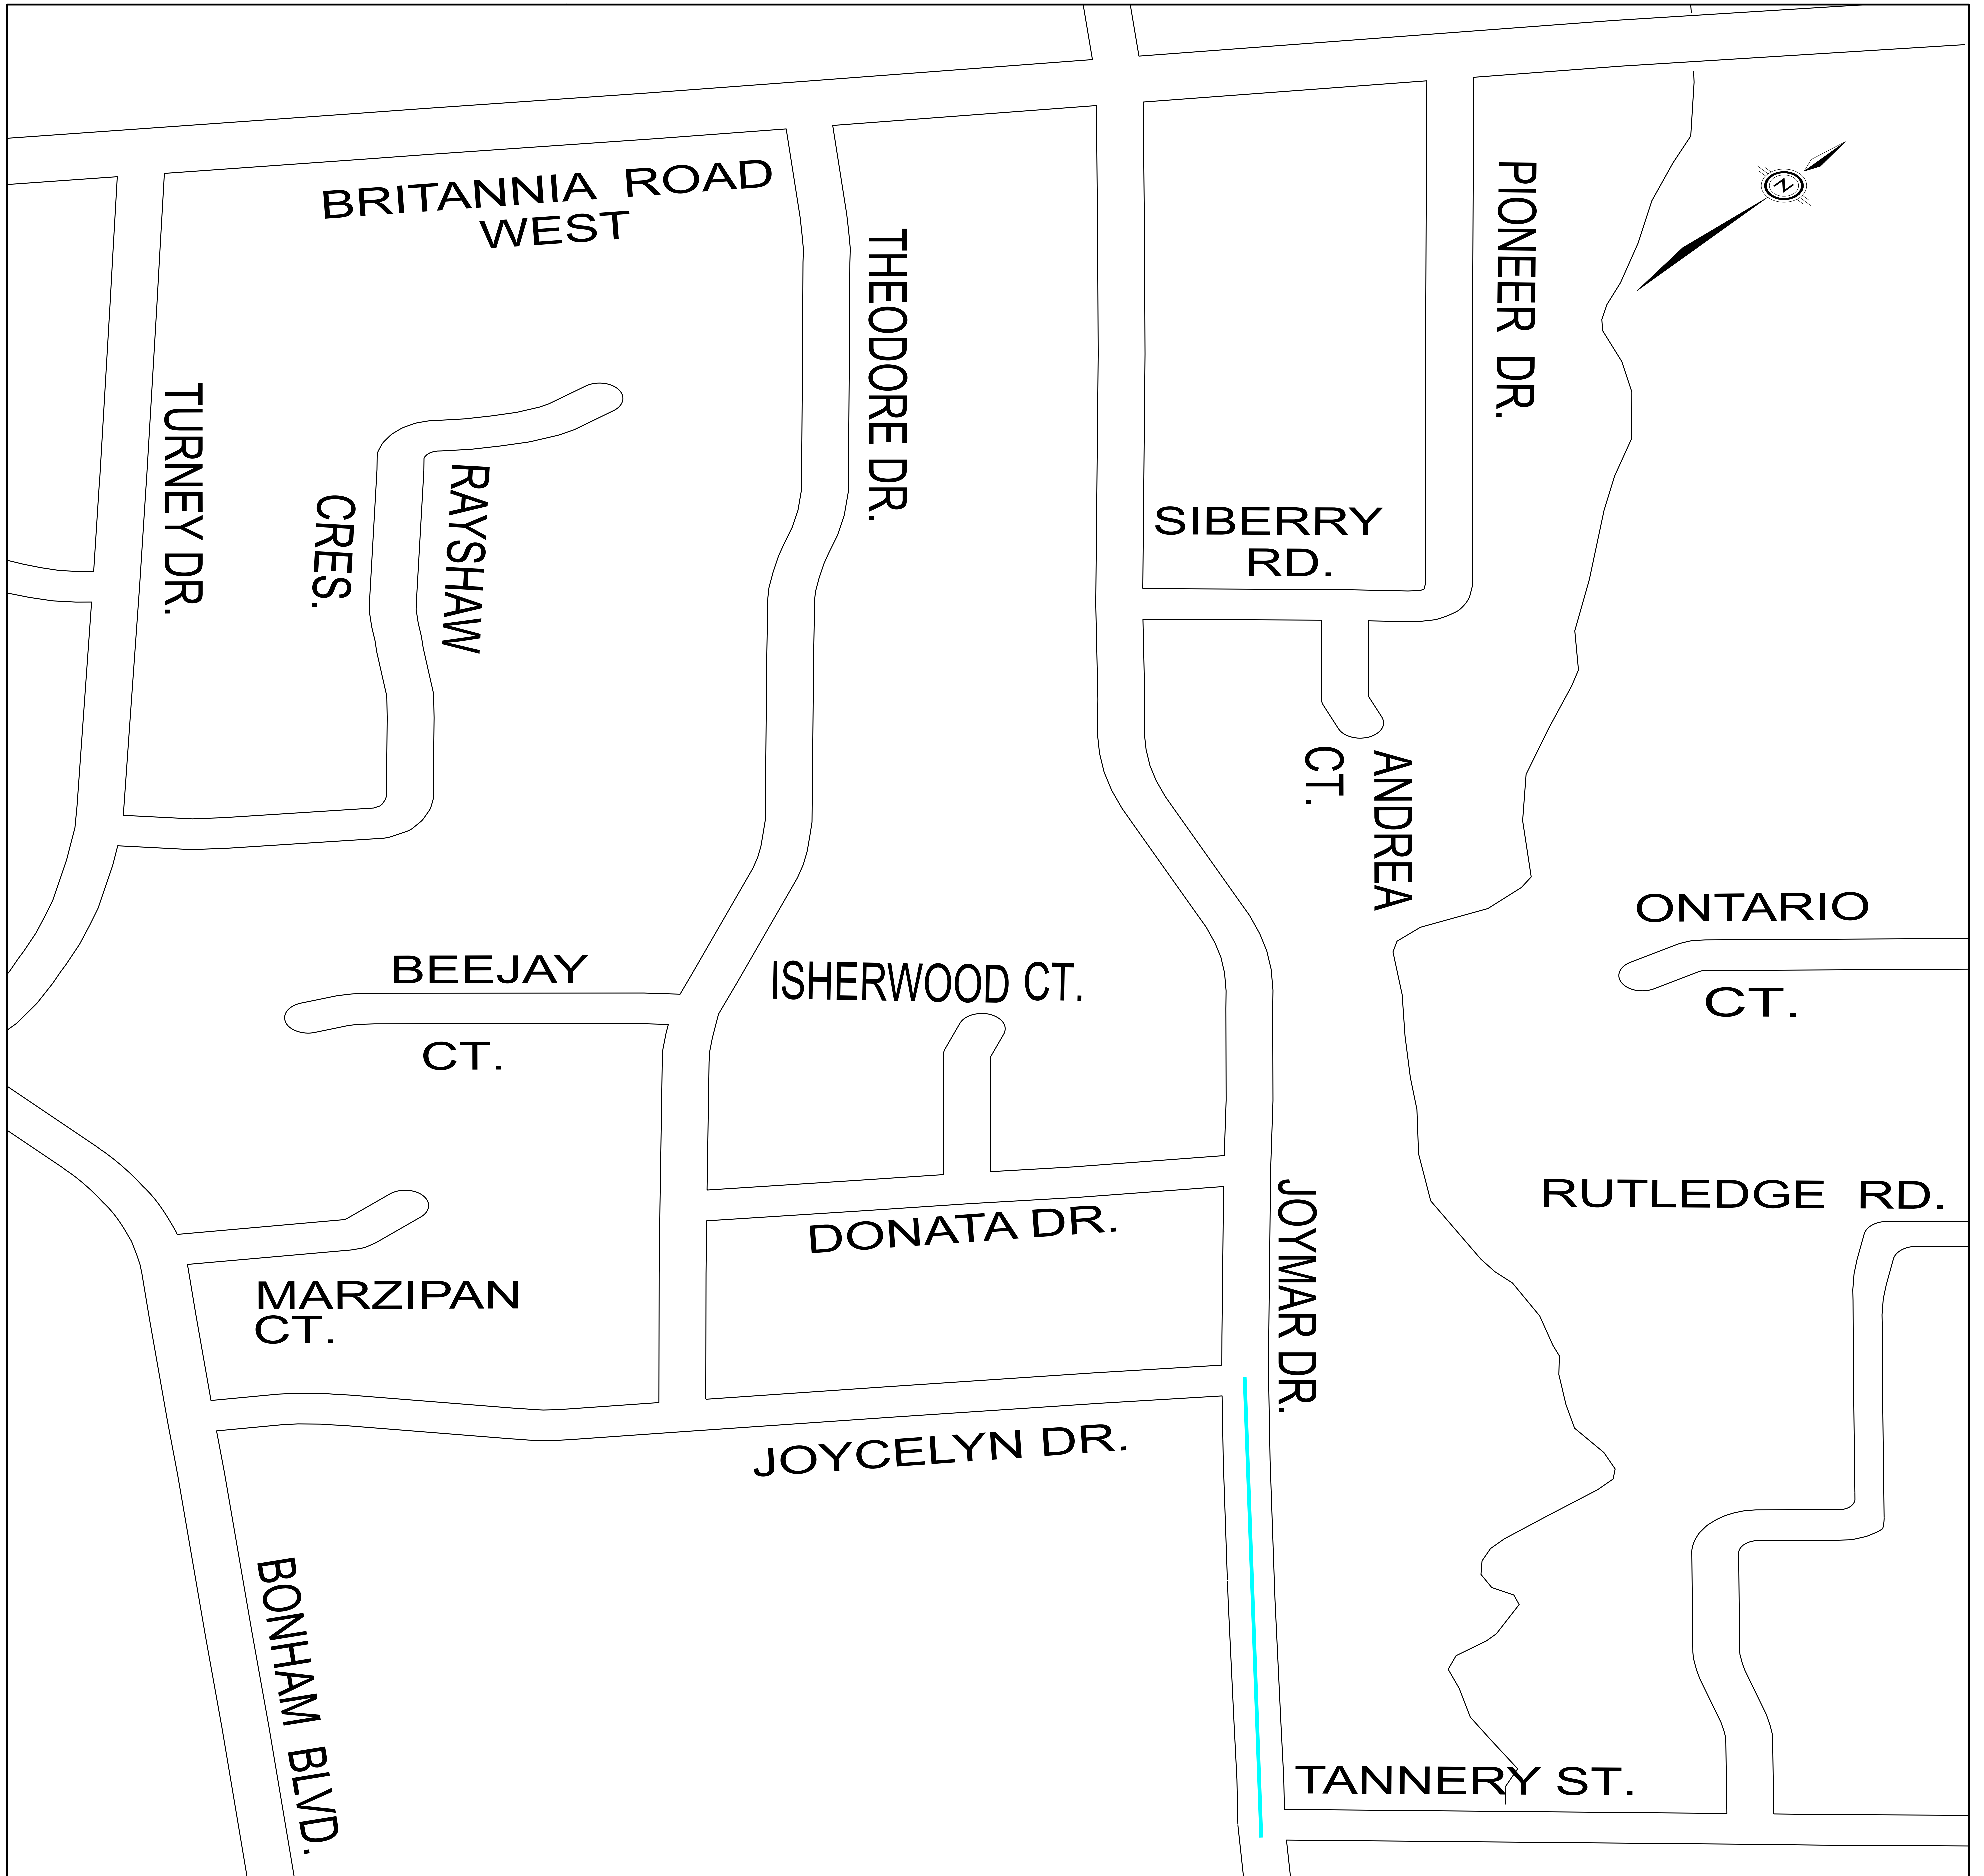 BRITANNIA ROAD
WEST
PIONEER DR.
N
THEODORE DR.
TURNEY DR.
RAYSHAW
CRES.
SIBERRY
RD.
ANDREA
CT.
ONTARIO
CT.
BEEJAY
CT.
ISHERWOOD CT.
RUTLEDGE RD.
DONATA DR.
JOYMAR DR.
MARZIPAN
CT.
JOYCELYN DR.
BONHAM BLVD.
TANNERY ST.